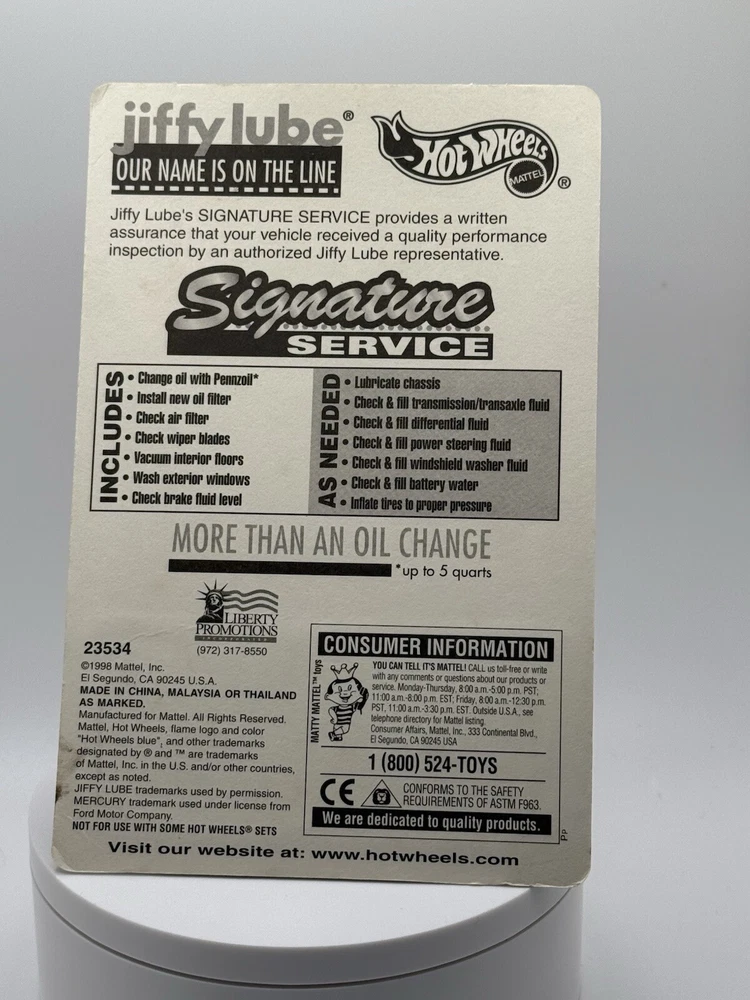 jiffy lube®
OUR NAME IS ON THE LINE
Hot Wheels
MATTEL ®
Jiffy Lube's SIGNATURE SERVICE provides a written
assurance that your vehicle received a quality performance
inspection by an authorized Jiffy Lube representative.
Signature
SERVICE
INCLUDES
• Change oil with Pennzoil*
• Install new oil filter
• Check air filter
• Check wiper blades
• Vacuum interior floors
• Wash exterior windows
• Check brake fluid level
AS NEEDED
• Lubricate chassis
• Check & fill transmission/transaxle fluid
• Check & fill differential fluid
• Check & fill power steering fluid
• Check & fill windshield washer fluid
• Check & fill battery water
• Inflate tires to proper pressure
MORE THAN AN OIL CHANGE
*up to 5 quarts
LIBERTY
PROMOTIONS
INCORPORATED
(972) 317-8550
23534
©1998 Mattel, Inc.
El Segundo, CA 90245 U.S.A.
MADE IN CHINA, MALAYSIA OR THAILAND
AS MARKED.
Manufactured for Mattel. All Rights Reserved.
Mattel, Hot Wheels, flame logo and color
"Hot Wheels blue", and other trademarks
designated by ® and ™ are trademarks
of Mattel, Inc. in the U.S. and/or other countries,
except as noted.
JIFFY LUBE trademarks used by permission.
MERCURY trademark used under license from
Ford Motor Company.
NOT FOR USE WITH SOME HOT WHEELS® SETS
CONSUMER INFORMATION
MATTY MATTEL™ toys
YOU CAN TELL IT'S MATTEL! CALL us toll-free or write
with any comments or questions about our products or
service. Monday-Thursday, 8:00 a.m.-5:00 p.m. PST;
11:00 a.m.-8:00 p.m. EST; Friday, 8:00 a.m.-12:30 p.m.
PST, 11:00 a.m.-3:30 p.m. EST. Outside U.S.A., see
telephone directory for Mattel listing.
Consumer Affairs, Mattel, Inc., 333 Continental Blvd.,
El Segundo, CA 90245 USA
1 (800) 524-TOYS
CE
CONFORMS TO THE SAFETY
REQUIREMENTS OF ASTM F963.
We are dedicated to quality products.
Pp
Visit our website at: www.hotwheels.com